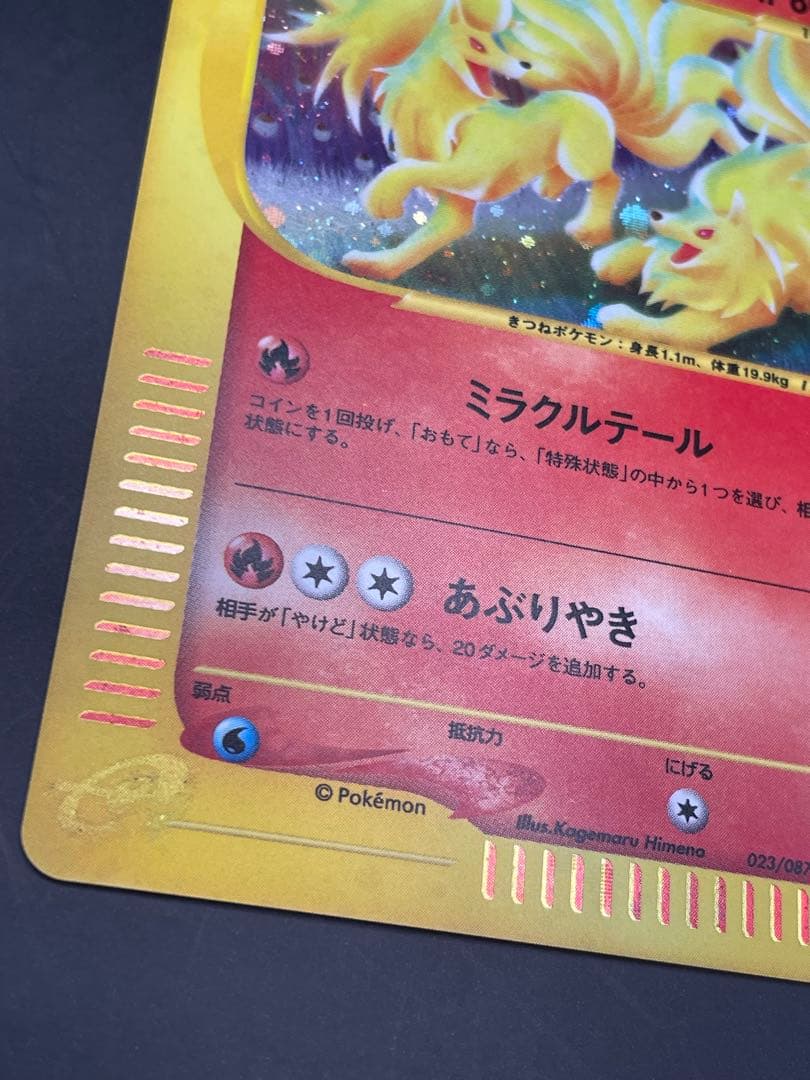 きつねポケモン：身長1.1m、体重19.9kg
ミラクルテール
コインを1回投げ、「おもて」なら、「特殊状態」の中から1つを選び、相
状態にする。
あぶりやき
相手が「やけど」状態なら、20ダメージを追加する。
弱点
抵抗力
にげる
© Pokémon
Illus.Kagemaru Himeno
023/087